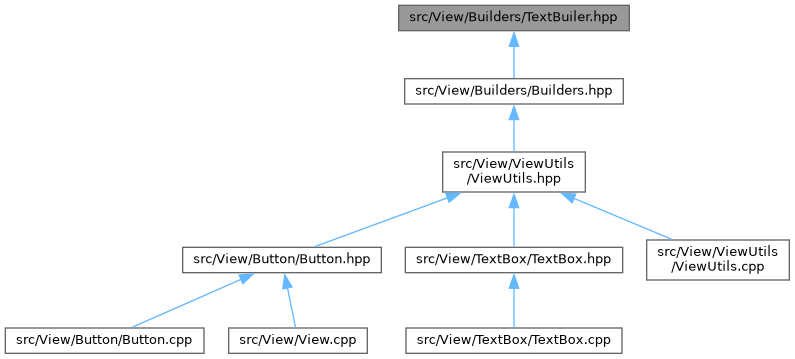 src/View/Builders/TextBuiler.hpp
src/View/Builders/Builders.hpp
src/View/ViewUtils
/ViewUtils.hpp
src/View/Button/Button.hpp
src/View/TextBox/TextBox.hpp
src/View/ViewUtils
/ViewUtils.cpp
src/View/Button/Button.cpp
src/View/View.cpp
src/View/TextBox/TextBox.cpp